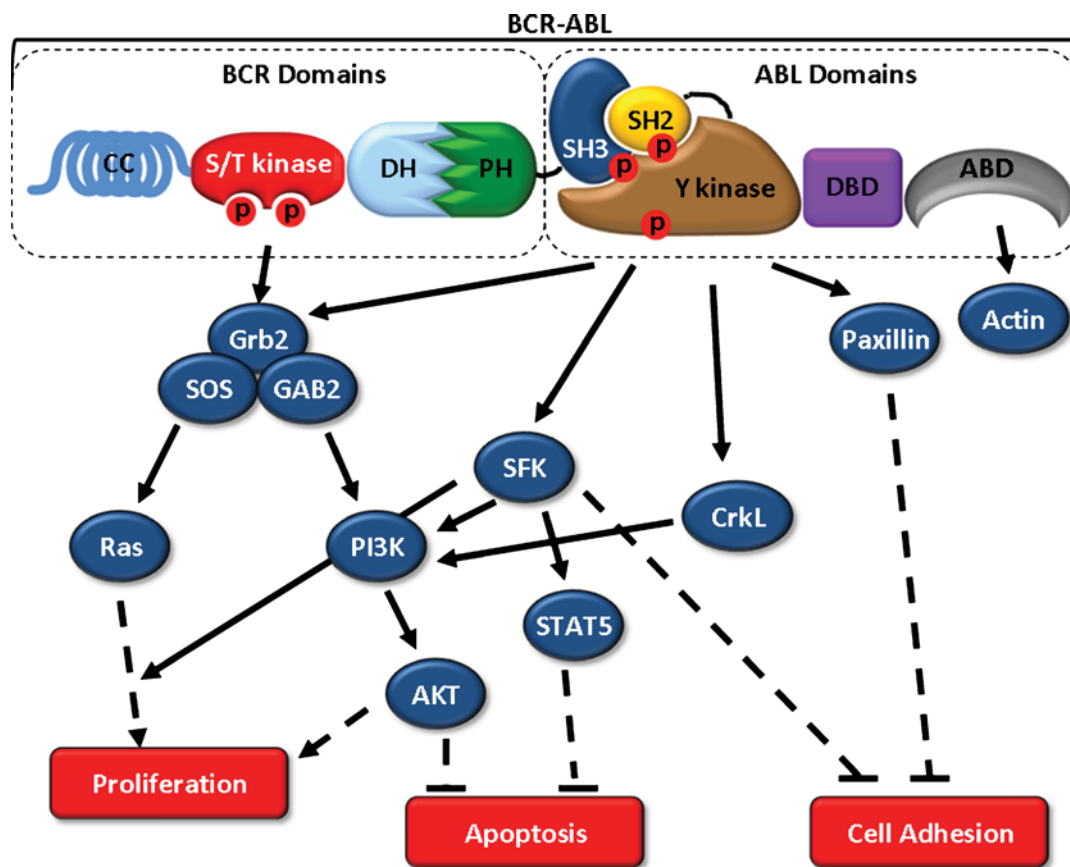 BCR-ABL
BCR Domains
ABL Domains
CC
S/T kinase
p
p
DH
PH
SH3
SH2
p
p
Y kinase
p
DBD
ABD
Grb2
SOS
GAB2
Paxillin
Actin
SFK
CrkL
Ras
PI3K
STAT5
AKT
Proliferation
Apoptosis
Cell Adhesion